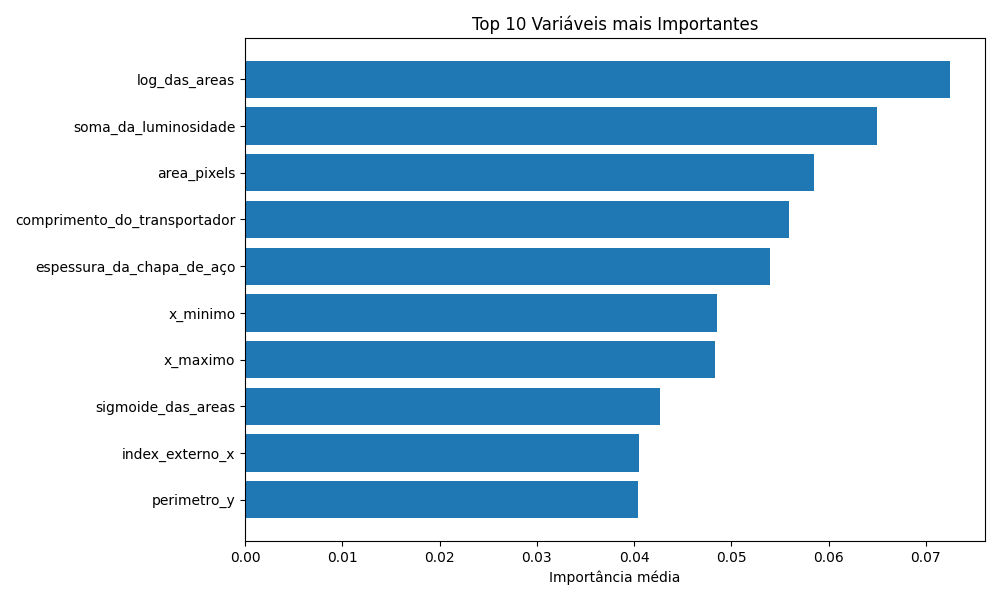 Top 10 Variáveis mais Importantes
log_das_areas
soma_da_luminosidade
area_pixels
comprimento_do_transportador
espessura_da_chapa_de_aço
x_minimo
x_maximo
sigmoide_das_areas
index_externo_x
perimetro_y
0.00 0.01 0.02 0.03 0.04 0.05 0.06 0.07
Importância média